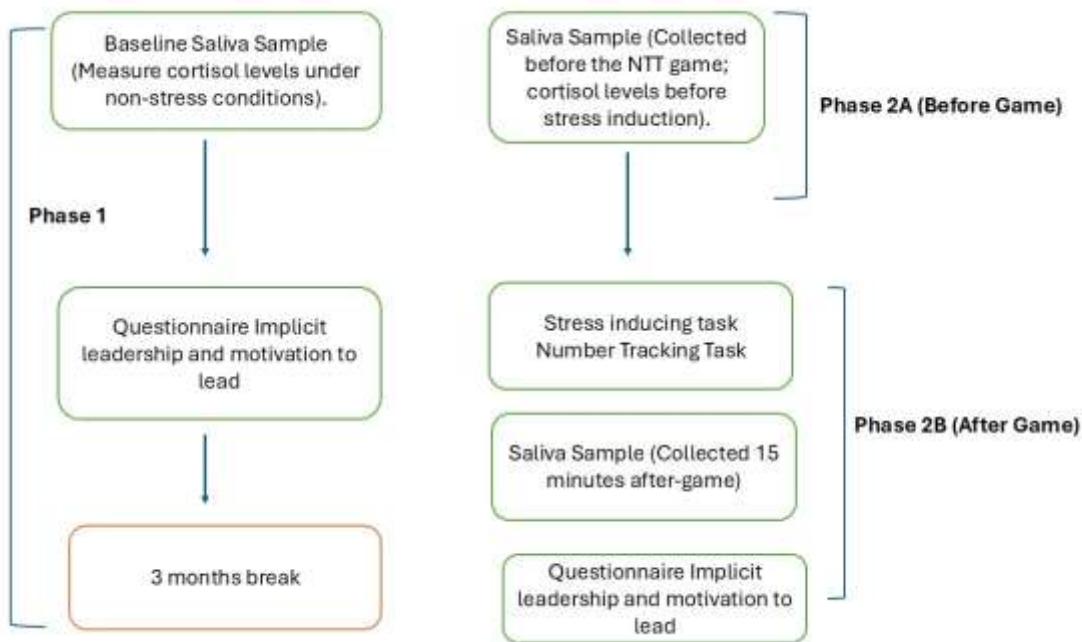 Baseline Saliva Sample
(Measure cortisol levels under
non-stress conditions).
Phase 1
Questionnaire Implicit
leadership and motivation to
lead
3 months break
Saliva Sample (Collected
before the NTT game;
cortisol levels before
stress induction).
Phase 2A (Before Game)
Stress inducing task
Number Tracking Task
Saliva Sample (Collected 15
minutes after-game)
Phase 2B (After Game)
Questionnaire Implicit
leadership and motivation to
lead